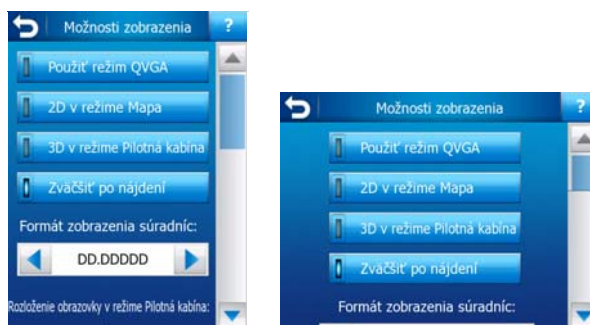 Možnosti zobrazenia ?
Použiť režim QVGA
2D v režime Mapa
3D v režime Pilotná kabína
Zväčšiť po nájdení
Formát zobrazenia súradníc:
DD.DDDDD
Rozloženie obrazovky v režime Pilotná kabína:
Možnosti zobrazenia ?
Použiť režim QVGA
2D v režime Mapa
3D v režime Pilotná kabína
Zväčšiť po nájdení
Formát zobrazenia súradníc: